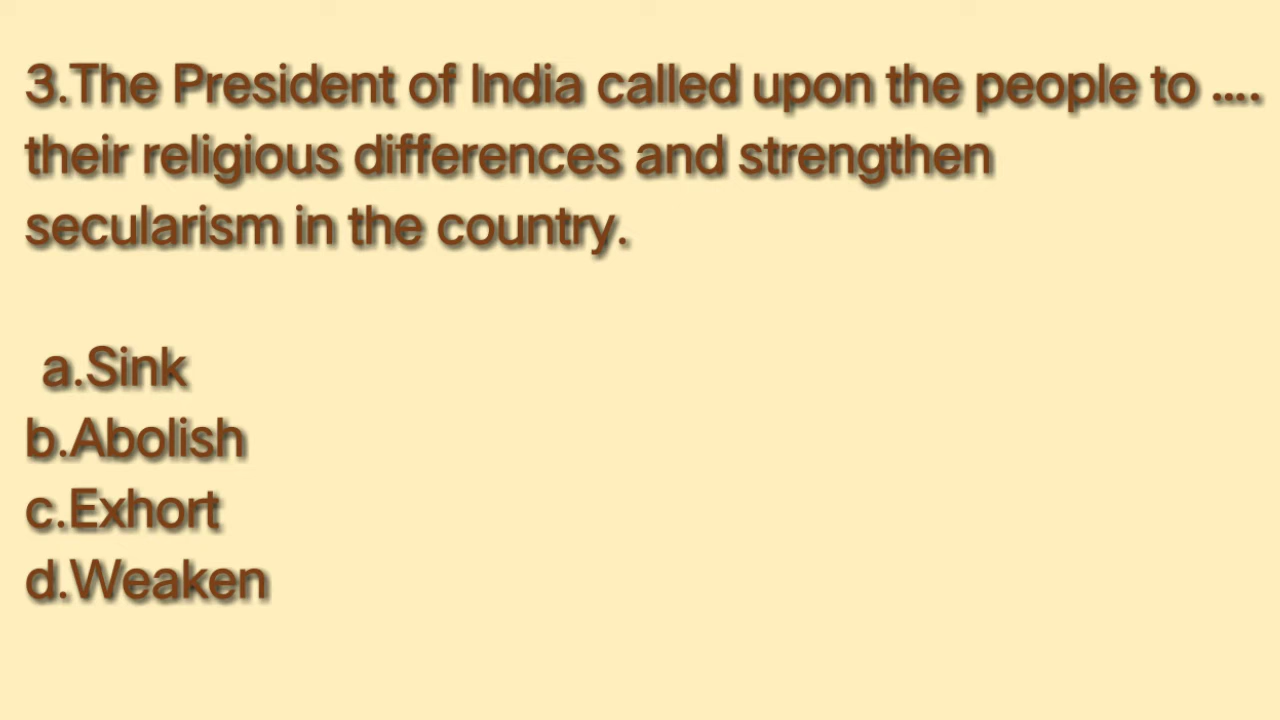 3.The President of India called upon the people to ....
their religious differences and strengthen
secularism in the country.
a.Sink
b.Abolish
c.Exhort
d.Weaken